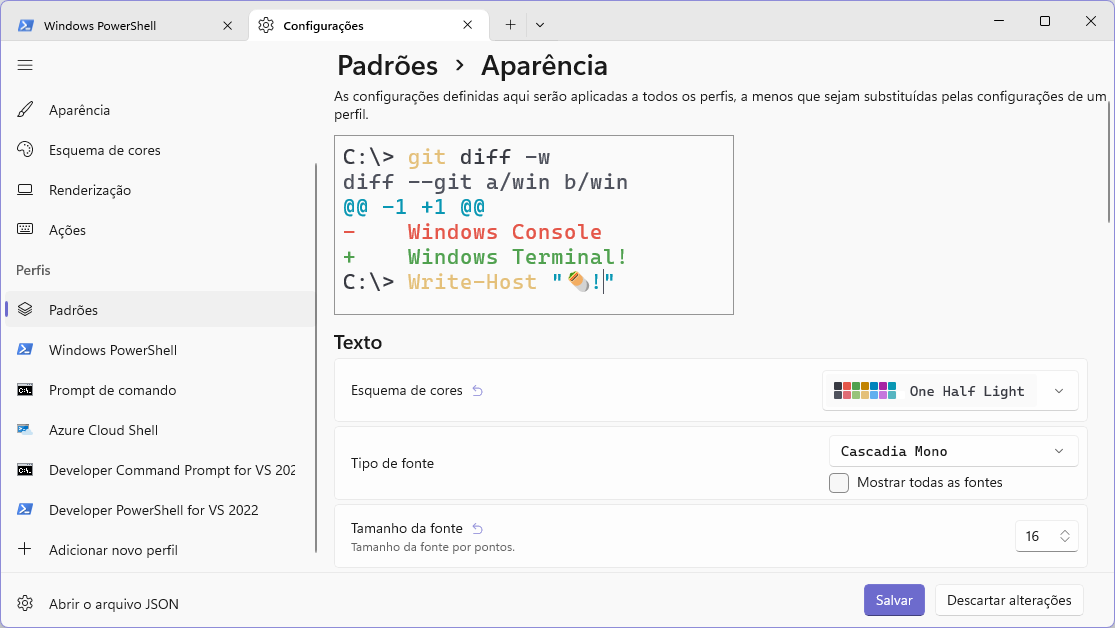 Windows PowerShell
Configurações
Padrões > Aparência
As configurações definidas aqui serão aplicadas a todos os perfis, a menos que sejam substituídas pelas configurações de um
perfil.
Aparência
Esquema de cores
Renderização
Ações
Perfis
Padrões
Windows PowerShell
Prompt de comando
Azure Cloud Shell
Developer Command Prompt for VS 202
Developer PowerShell for VS 2022
Adicionar novo perfil
Abrir o arquivo JSON
C:\> git diff -w
diff --git a/win b/win
@@ -1 +1 @@
-    Windows Console
+    Windows Terminal!
C:\> Write-Host "🌯!"
Texto
Esquema de cores
One Half Light
Tipo de fonte
Cascadia Mono
Mostrar todas as fontes
Tamanho da fonte
Tamanho da fonte por pontos.
16
Salvar
Descartar alterações